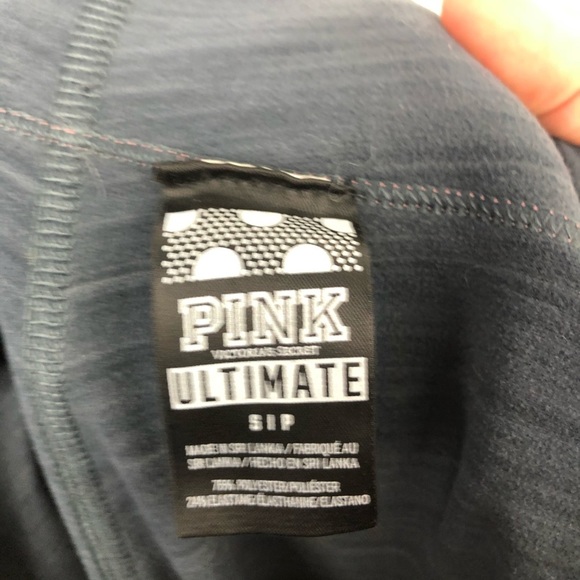 PINK
VICTORIA'S SECRET
ULTIMATE
S I P
MADE IN SRI LANKA / FABRIQUÉ AU
SRI LANKA / HECHO EN SRI LANKA
76% POLYESTER/POLIÉSTER
24% ELASTANE/ÉLASTHANNE/ELASTANO